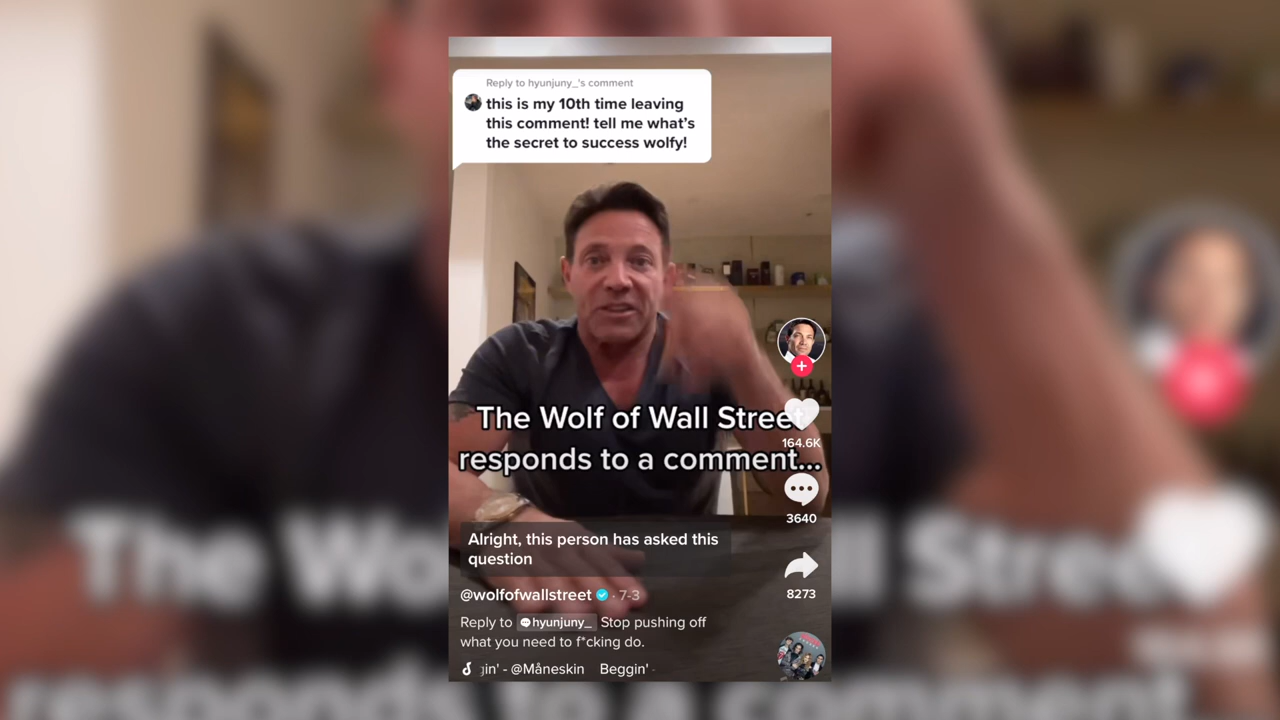 Reply to hyunjuny_'s comment
this is my 10th time leaving
this comment! tell me what's
the secret to success wolfy!
The Wolf of Wall Street
responds to a comment...
164.6K
3640
8273
Alright, this person has asked this
question
@wolfofwallstreet · 7-3
Reply to hyunjuny_ Stop pushing off
what you need to f*cking do.
gin' - @Måneskin Beggin' -